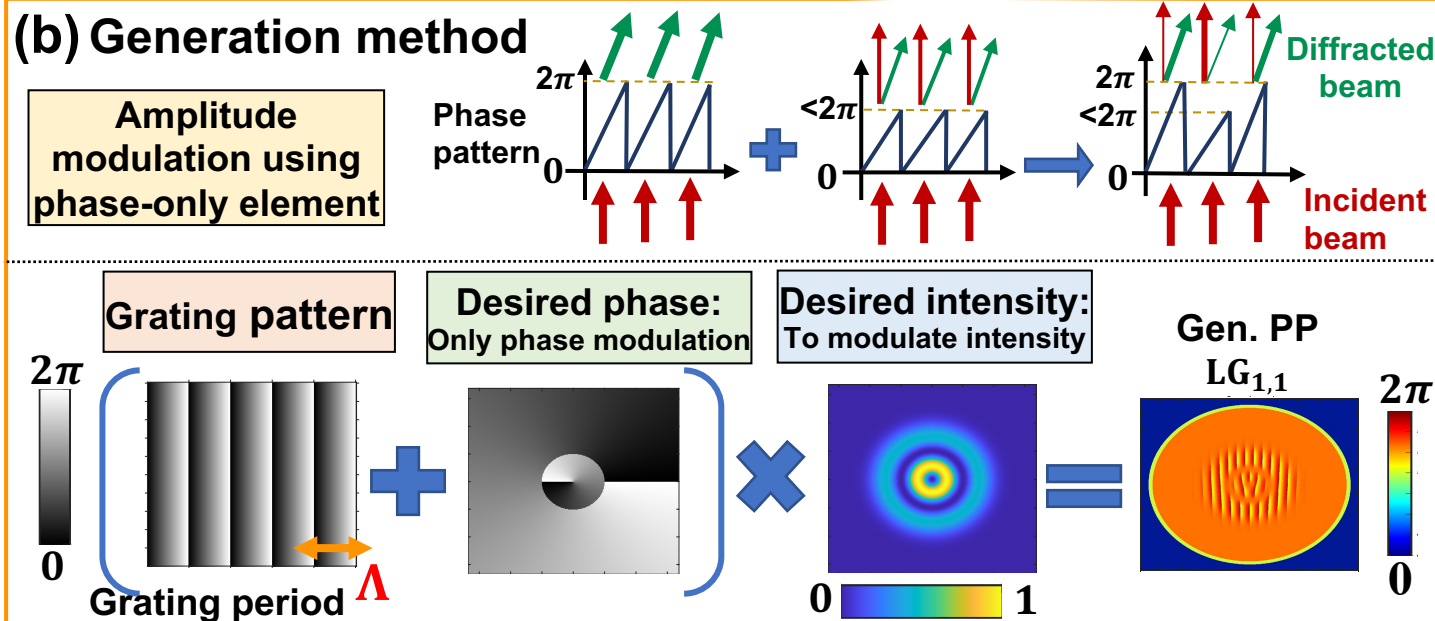 (b) Generation method
Amplitude
modulation using
phase-only element
Phase
pattern
2π
0
<2π
0
2π
<2π
0
Diffracted
beam
Incident
beam
Grating pattern
Desired phase:
Only phase modulation
Desired intensity:
To modulate intensity
Gen. PP
LG1,1
2π
0
Λ
Grating period
0
1
2π
0